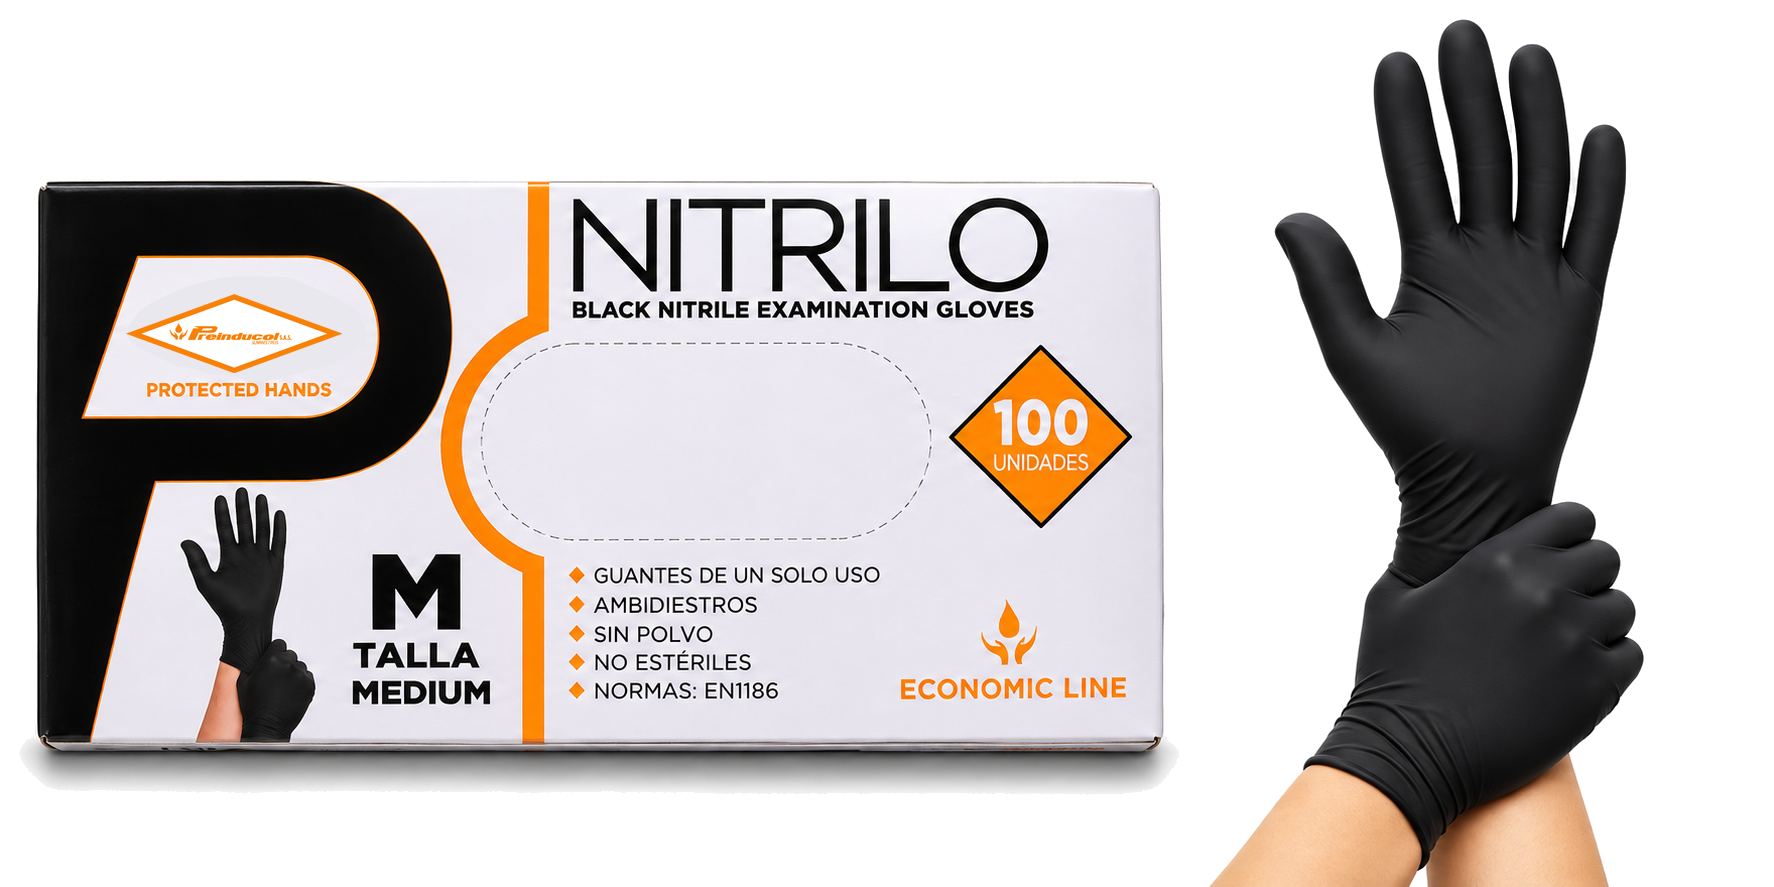 NITRILO
BLACK NITRILE EXAMINATION GLOVES
Preinducol S.A.S.
PROTECTED HANDS
100
UNIDADES
M
TALLA
MEDIUM
GUANTES DE UN SOLO USO
AMBIDIESTROS
SIN POLVO
NO ESTÉRILES
NORMAS: EN1186
ECONOMIC LINE